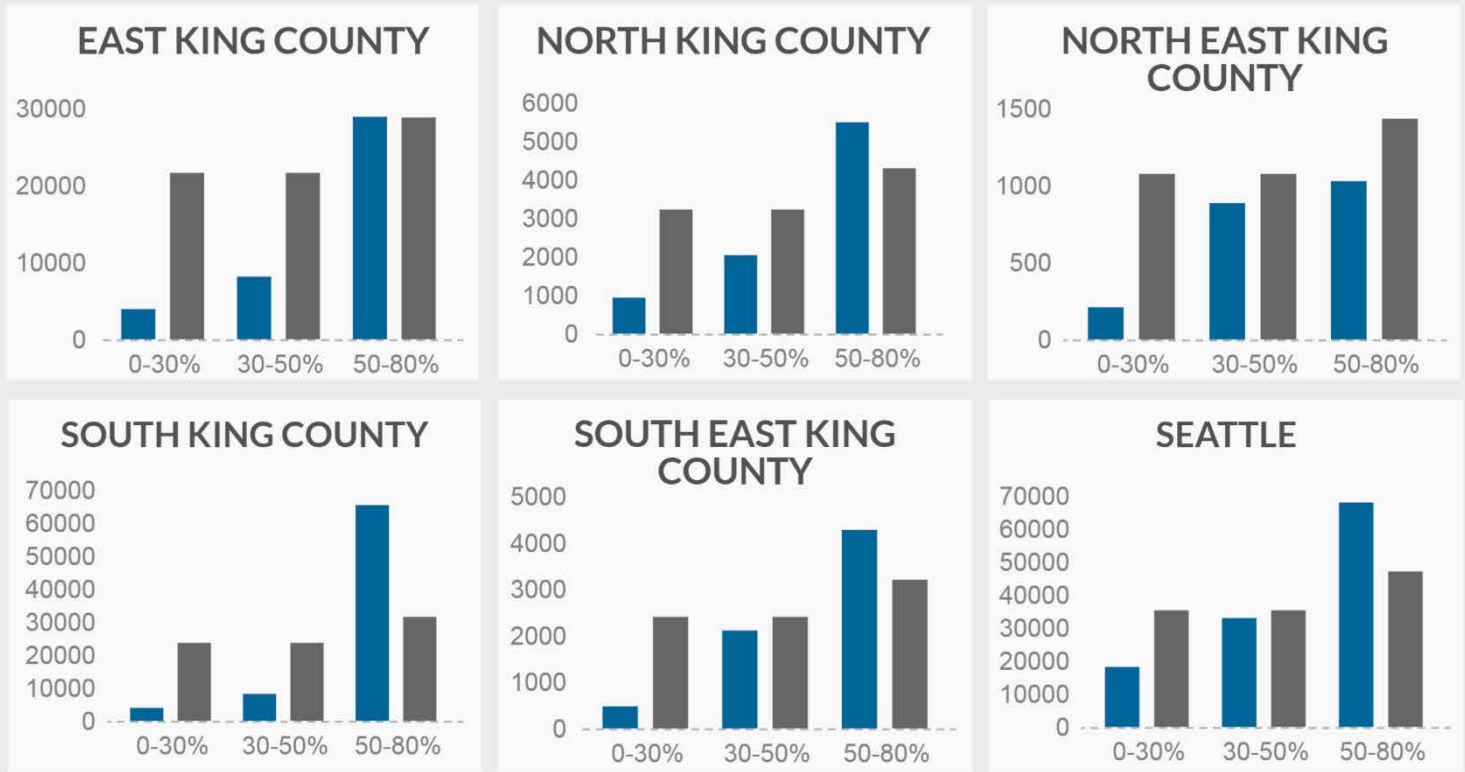 EAST KING COUNTY
30000
20000
10000
0
0-30% 30-50% 50-80%
NORTH KING COUNTY
6000
5000
4000
3000
2000
1000
0
0-30% 30-50% 50-80%
NORTH EAST KING
COUNTY
1500
1000
500
0
0-30% 30-50% 50-80%
SOUTH KING COUNTY
70000
60000
50000
40000
30000
20000
10000
0
0-30% 30-50% 50-80%
SOUTH EAST KING
COUNTY
5000
4000
3000
2000
1000
0
0-30% 30-50% 50-80%
SEATTLE
70000
60000
50000
40000
30000
20000
10000
0
0-30% 30-50% 50-80%